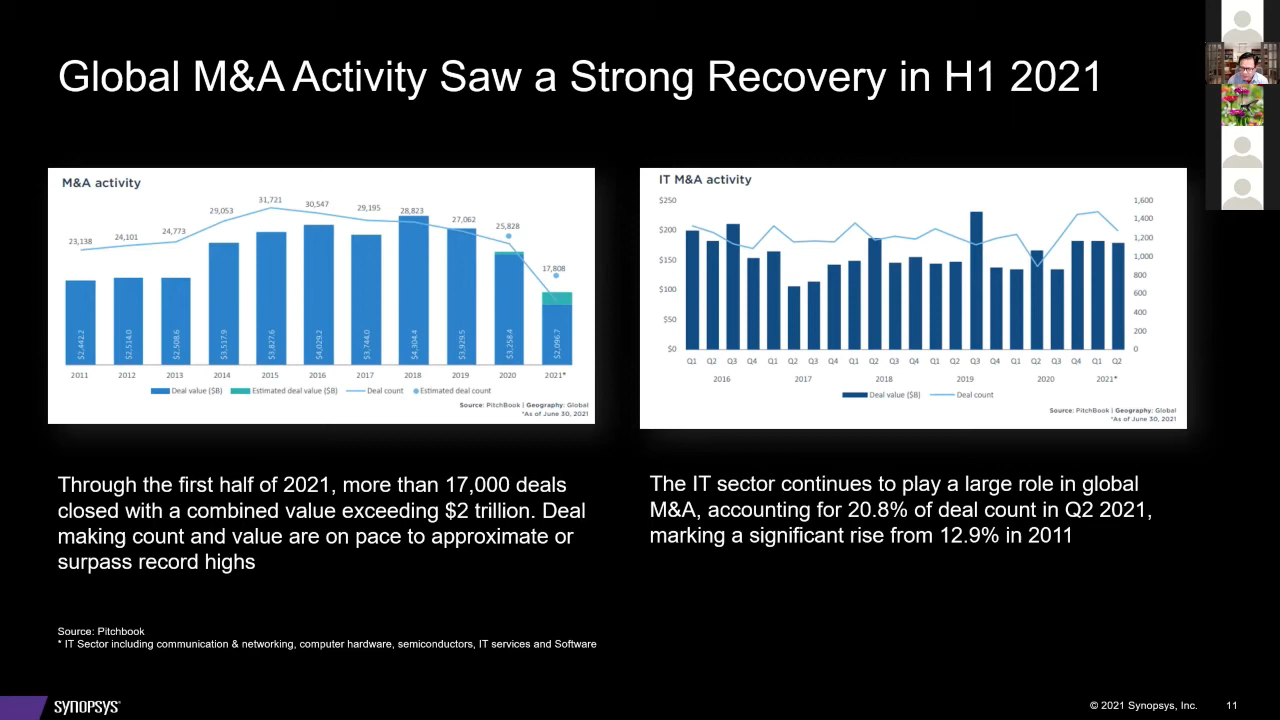 Global M&A Activity Saw a Strong Recovery in H1 2021
M&A activity
23,138
24,101
24,773
29,053
31,721
30,547
29,195
28,823
27,062
25,828
17,808
$2,442.2
$2,514.0
$2,508.6
$3,517.9
$3,827.6
$4,029.2
$3,744.0
$4,304.4
$3,929.5
$3,258.4
$2,096.7
2011 2012 2013 2014 2015 2016 2017 2018 2019 2020 2021*
Deal value ($B) Estimated deal value ($B) Deal count Estimated deal count
Source: PitchBook | Geography: Global
*As of June 30, 2021
IT M&A activity
$250
$200
$150
$100
$50
$0
1,600
1,400
1,200
1,000
800
600
400
200
0
Q1 Q2 Q3 Q4 Q1 Q2 Q3 Q4 Q1 Q2 Q3 Q4 Q1 Q2 Q3 Q4 Q1 Q2 Q3 Q4 Q1 Q2
2016 2017 2018 2019 2020 2021*
Deal value ($B) Deal count
Source: PitchBook | Geography: Global
*As of June 30, 2021
Through the first half of 2021, more than 17,000 deals
closed with a combined value exceeding $2 trillion. Deal
making count and value are on pace to approximate or
surpass record highs
The IT sector continues to play a large role in global
M&A, accounting for 20.8% of deal count in Q2 2021,
marking a significant rise from 12.9% in 2011
Source: Pitchbook
* IT Sector including communication & networking, computer hardware, semiconductors, IT services and Software
SYNOPSYS®
© 2021 Synopsys, Inc. 11